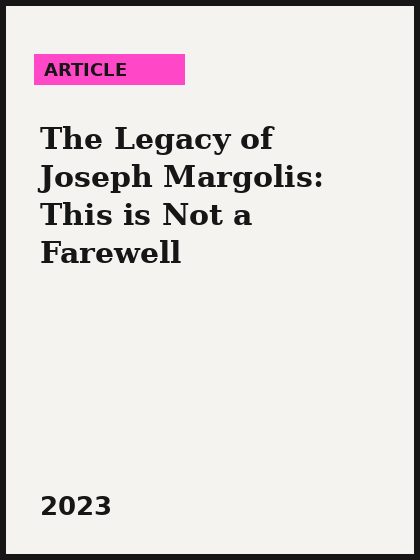 ARTICLE
The Legacy of
Joseph Margolis:
This is Not a
Farewell
2023